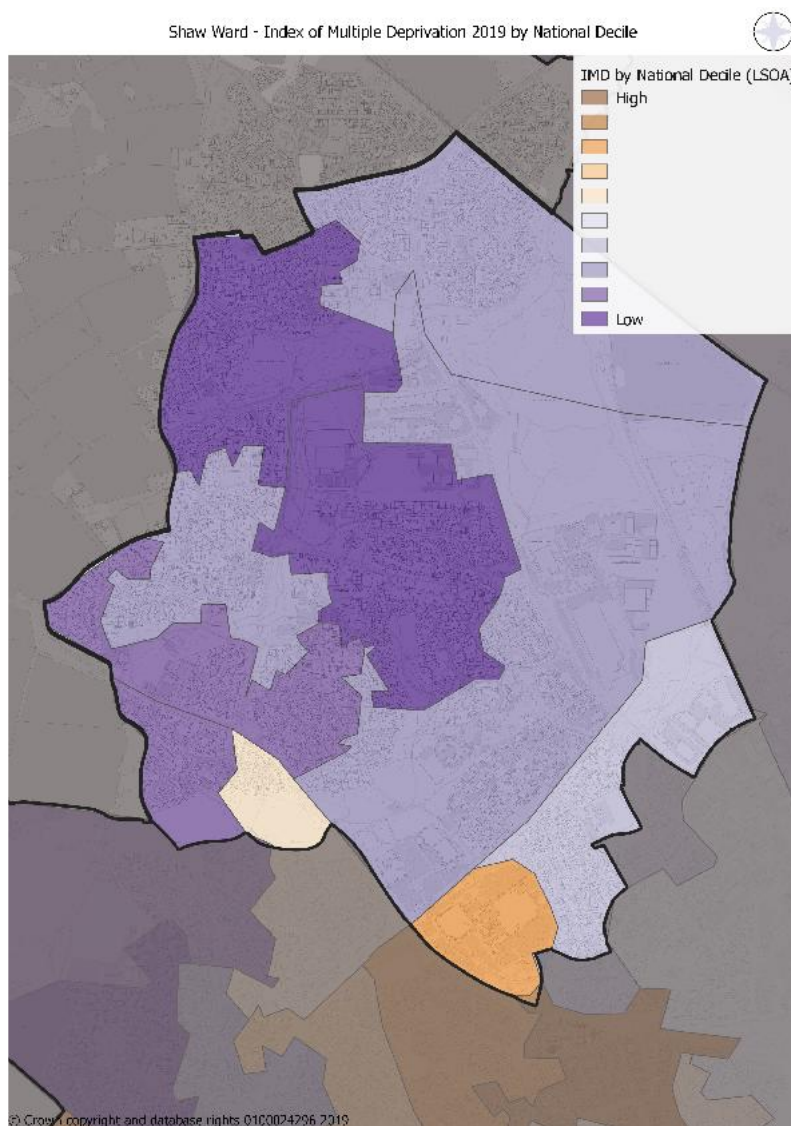 Shaw Ward - Index of Multiple Deprivation 2019 by National Decile
IMD by National Decile (LSOA)
High
Low
© Crown copyright and database rights 0100024296 2019